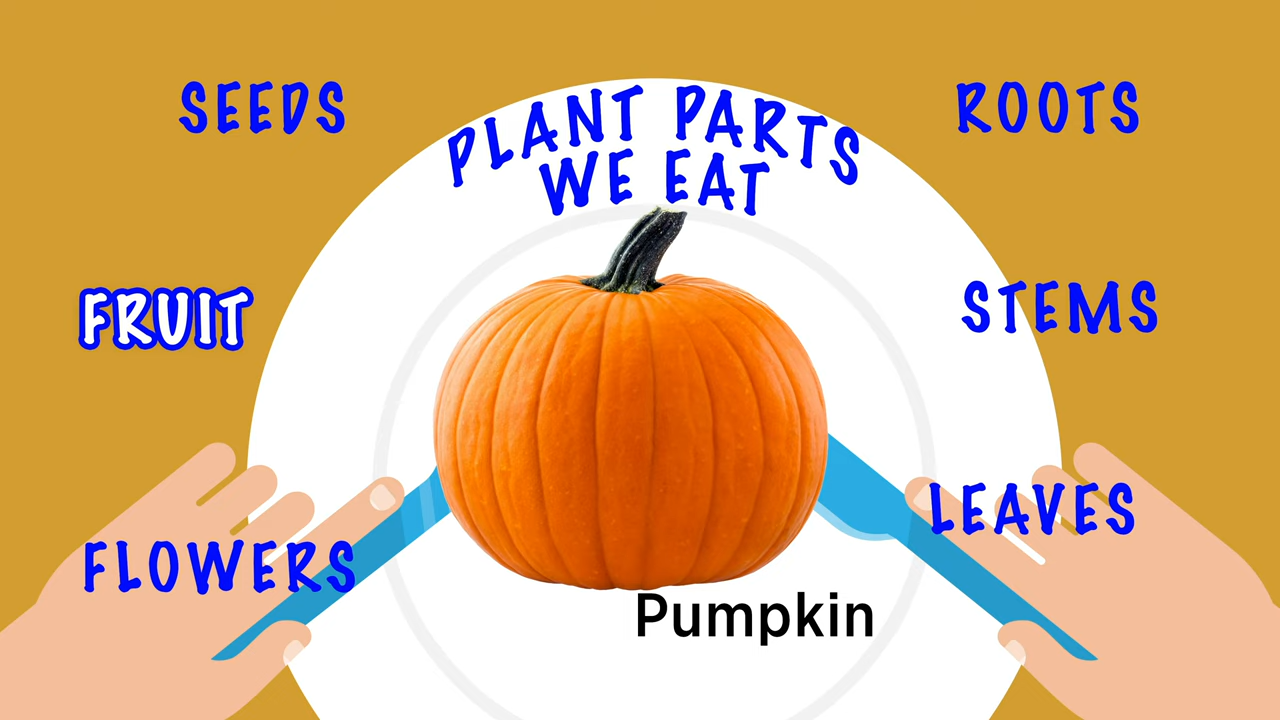 PLANT PARTS
WE EAT
SEEDS
ROOTS
FRUIT
STEMS
FLOWERS
LEAVES
Pumpkin